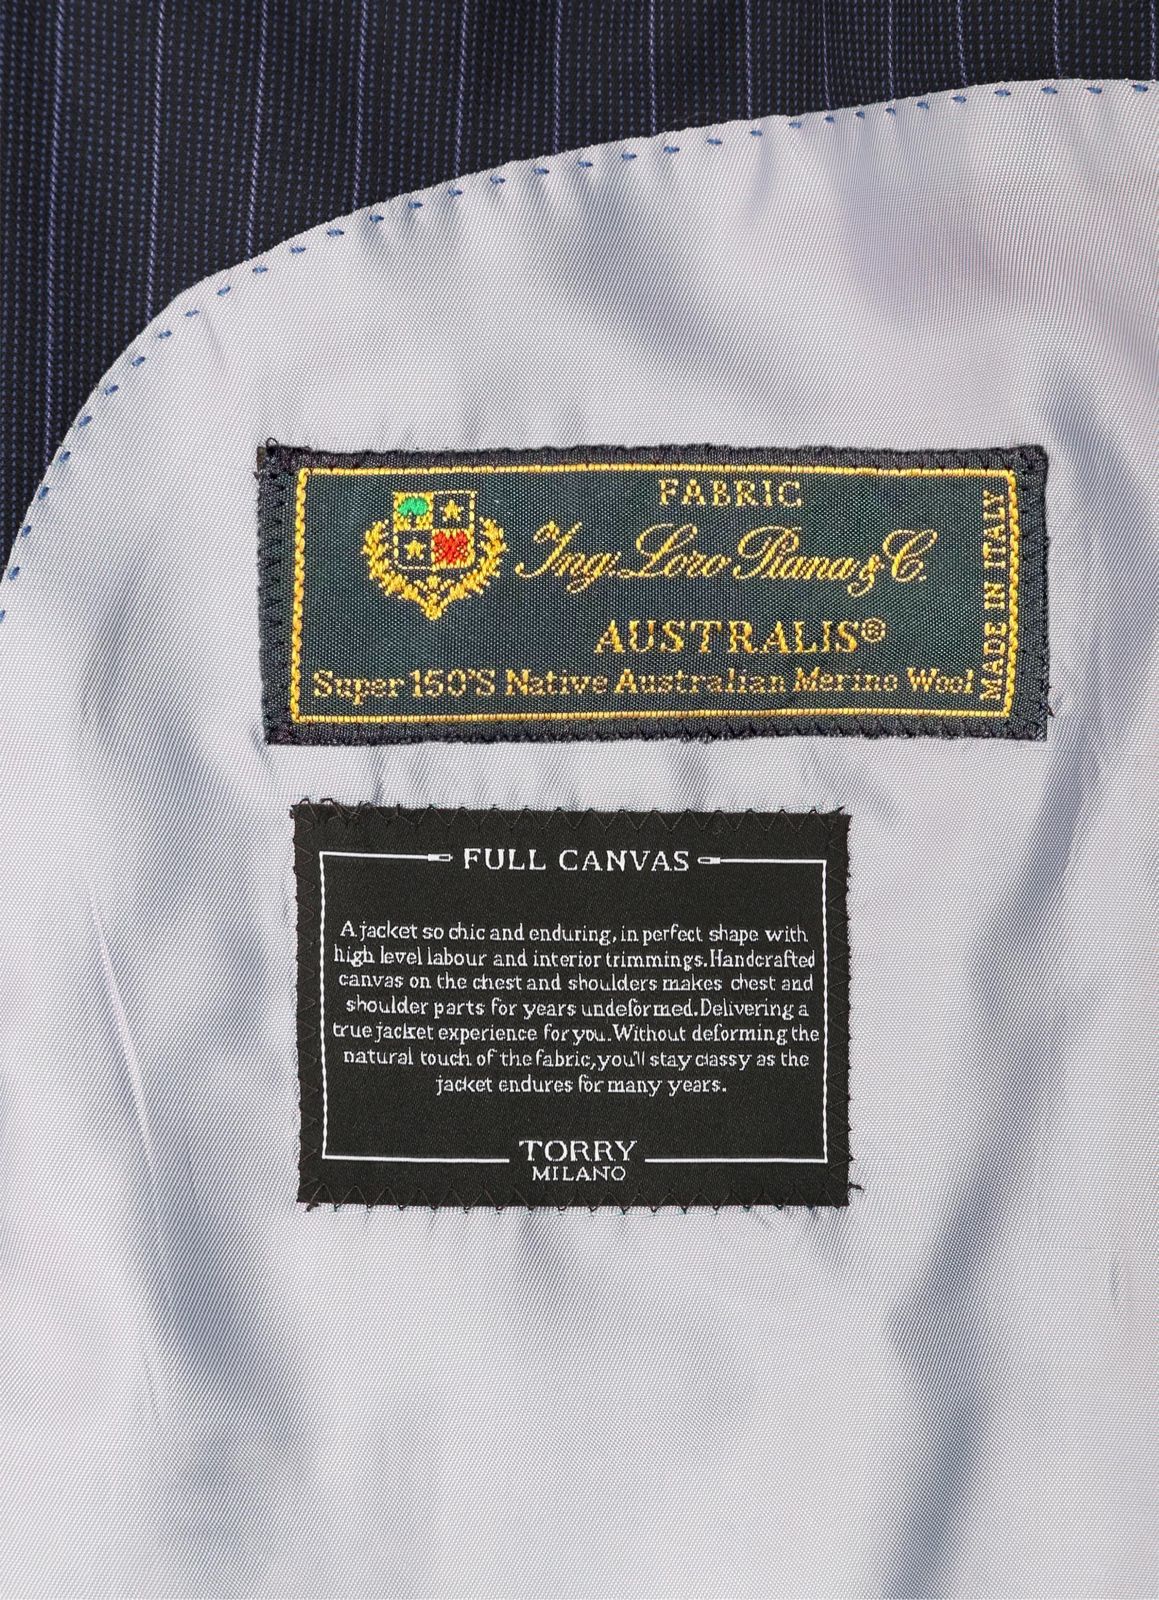 FABRIC
Ing. Loro Piana & C.
AUSTRALIS®
Super 150'S Native Australian Merino Wool
MADE IN ITALY
FULL CANVAS
A jacket so chic and enduring, in perfect shape with
high level labour and interior trimmings. Handcrafted
canvas on the chest and shoulders makes chest and
shoulder parts for years undeformed. Delivering a
true jacket experience for you. Without deforming the
natural touch of the fabric, you'll stay classy as the
jacket endures for many years.
TORRY
MILANO